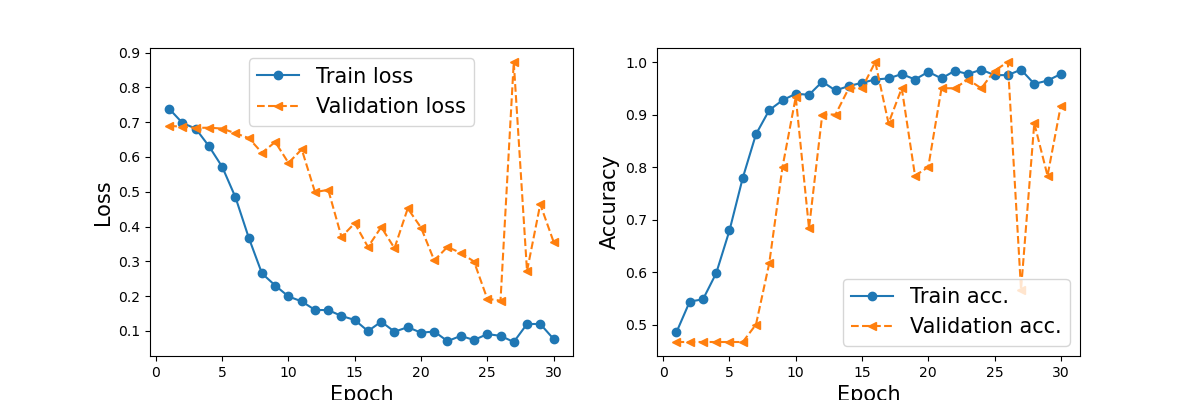 0.9
0.8
0.7
0.6
0.5
0.4
0.3
0.2
0.1
Loss
Train loss
Validation loss
0 5 10 15 20 25 30
Epoch
1.0
0.9
0.8
0.7
0.6
0.5
Accuracy
Train acc.
Validation acc.
0 5 10 15 20 25 30
Epoch